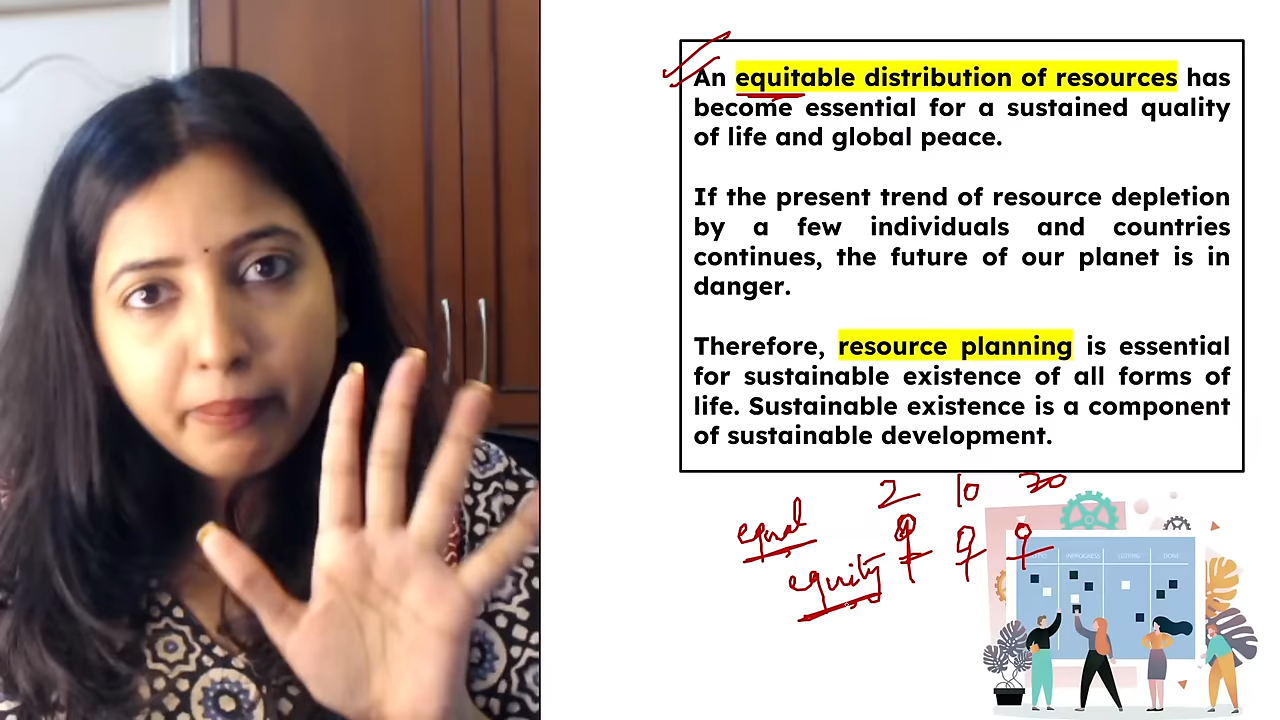 An equitable distribution of resources has
become essential for a sustained quality
of life and global peace.
If the present trend of resource depletion
by a few individuals and countries
continues, the future of our planet is in
danger.
Therefore, resource planning is essential
for sustainable existence of all forms of
life. Sustainable existence is a component
of sustainable development.
2 10
equal
equity
DONE